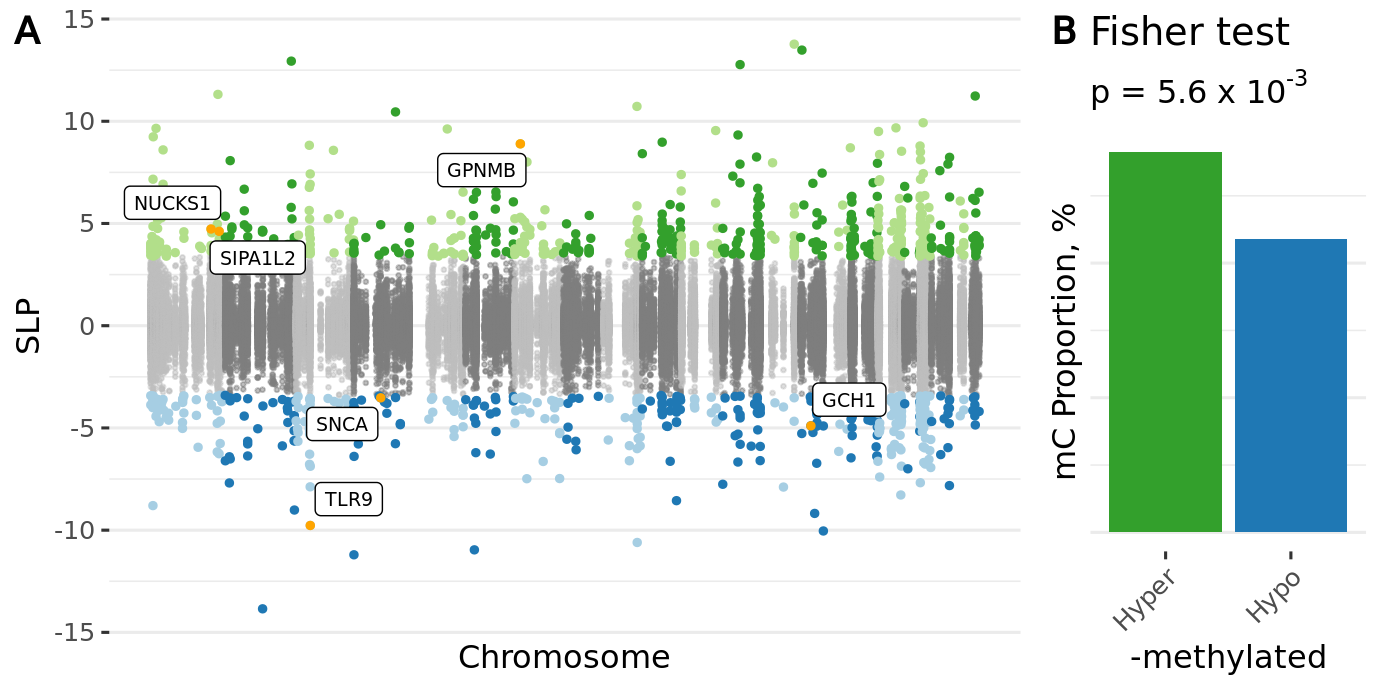 A
15
10
5
0
-5
-10
-15
SLP
NUCKS1
SIPA1L2
GPNMB
SNCA
TLR9
GCH1
Chromosome
B Fisher test
p = 5.6 x 10⁻³
mC Proportion, %
Hyper
Hypo
-methylated